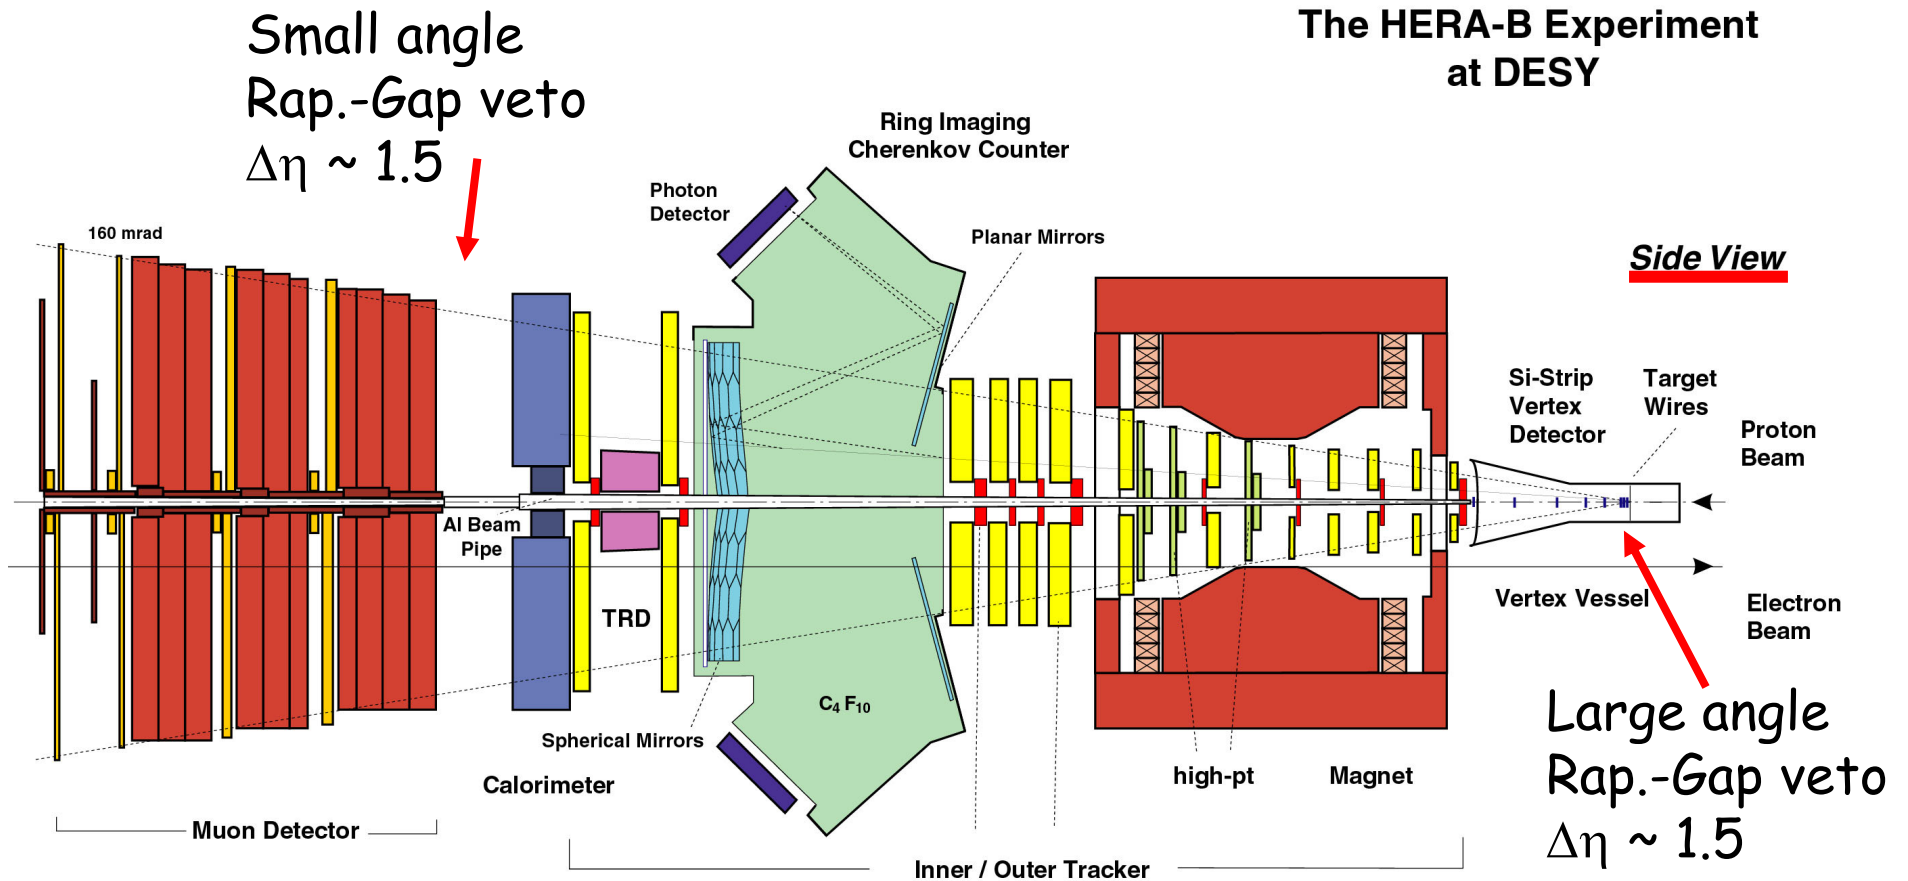 Small angle
Rap.-Gap veto
Δη ~ 1.5
The HERA-B Experiment
at DESY
Ring Imaging
Cherenkov Counter
Photon
Detector
Planar Mirrors
160 mrad
Side View
Si-Strip
Vertex
Detector
Target
Wires
Proton
Beam
Al Beam
Pipe
TRD
Vertex Vessel
Electron
Beam
C4 F10
Spherical Mirrors
Calorimeter
high-pt
Magnet
Large angle
Rap.-Gap veto
Δη ~ 1.5
Muon Detector
Inner / Outer Tracker